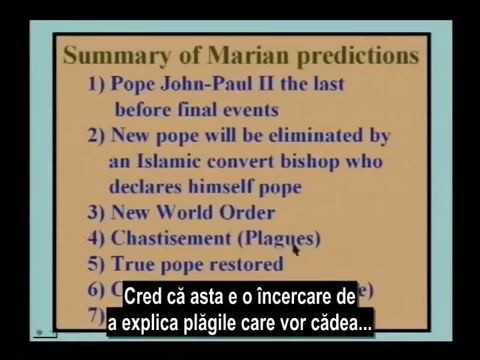 Summary of Marian predictions
1) Pope John-Paul II the last
before final events
2) New pope will be eliminated by
an Islamic convert bishop who
declares himself pope
3) New World Order
4) Chastisement (Plagues)
5) True pope restored
6)
7)
Cred că asta e o încercare de
a explica plăgile care vor cădea...